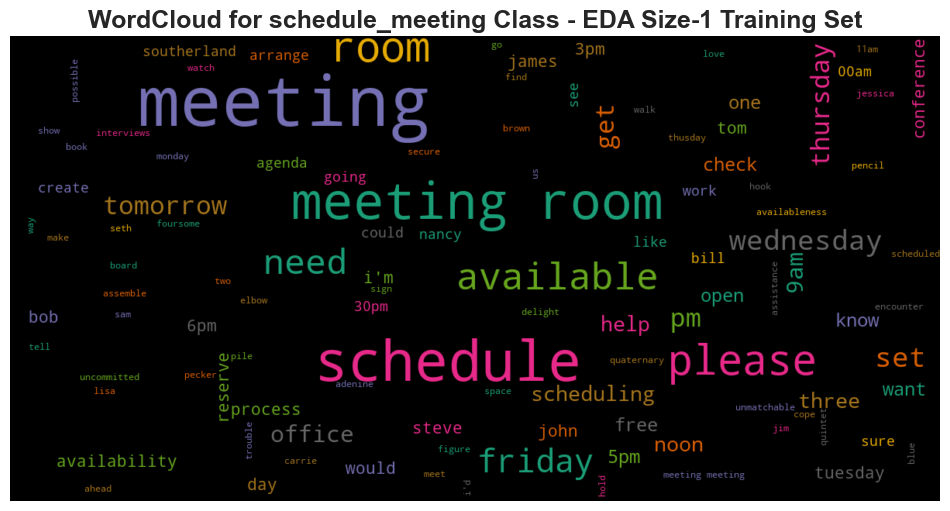 WordCloud for schedule_meeting Class - EDA Size-1 Training Set
southerland
arrange
room
go
3pm
love
11am
watch
james
find
see
00am
possible
meeting
thursday
conference
jessica
show
interviews
brown
get
walk
one
tom
thusday
book
monday
secure
check
pencil
agenda
us
create
going
work
hook
tomorrow
meeting room
availableness
way
seth
foursome
could
nancy
like
make
wednesday
board
need
i'm
available
bill
9am
scheduled
assistance
two
sign
assemble
elbow
30pm
open
encounter
bob
sam
6pm
delight
help
pm
know
tell
schedule
reserve
pile
quaternary
please
set
uncommitted
pecker
adenine
space
want
lisa
scheduling
three
process
unmatchable
cope
trouble
office
steve
john
free
noon
jim
quintet
sure
blue
figure
availability
carrie
would
friday
5pm
meet
meeting meeting
tuesday
ahead
day
i'd
hold